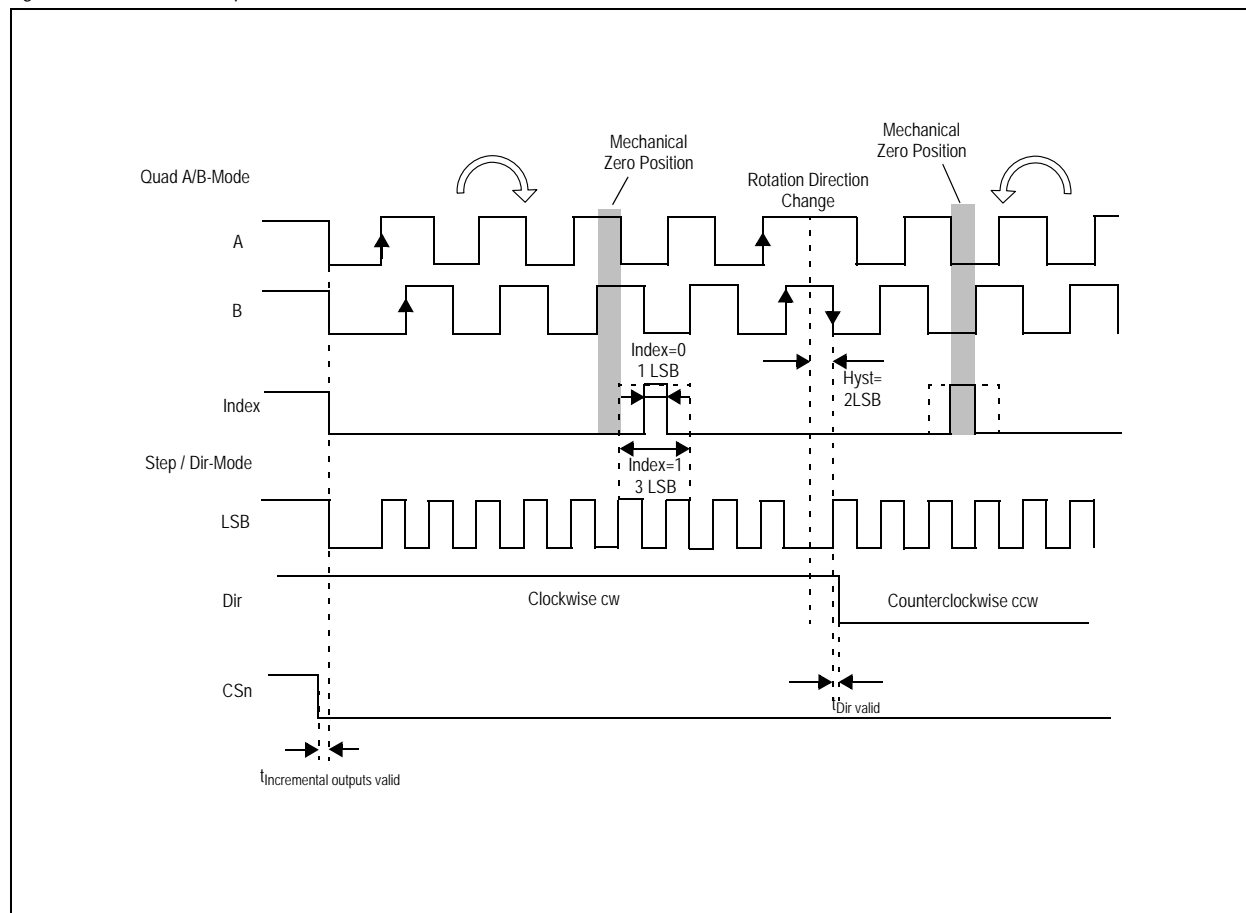 Mechanical
Zero Position
Mechanical
Zero Position
Quad A/B-Mode
Rotation Direction
Change
A
B
Index=0
1 LSB
Hyst=
2LSB
Index
Step / Dir-Mode
Index=1
3 LSB
LSB
Dir
Clockwise cw
Counterclockwise ccw
CSn
tDir valid
tIncremental outputs valid